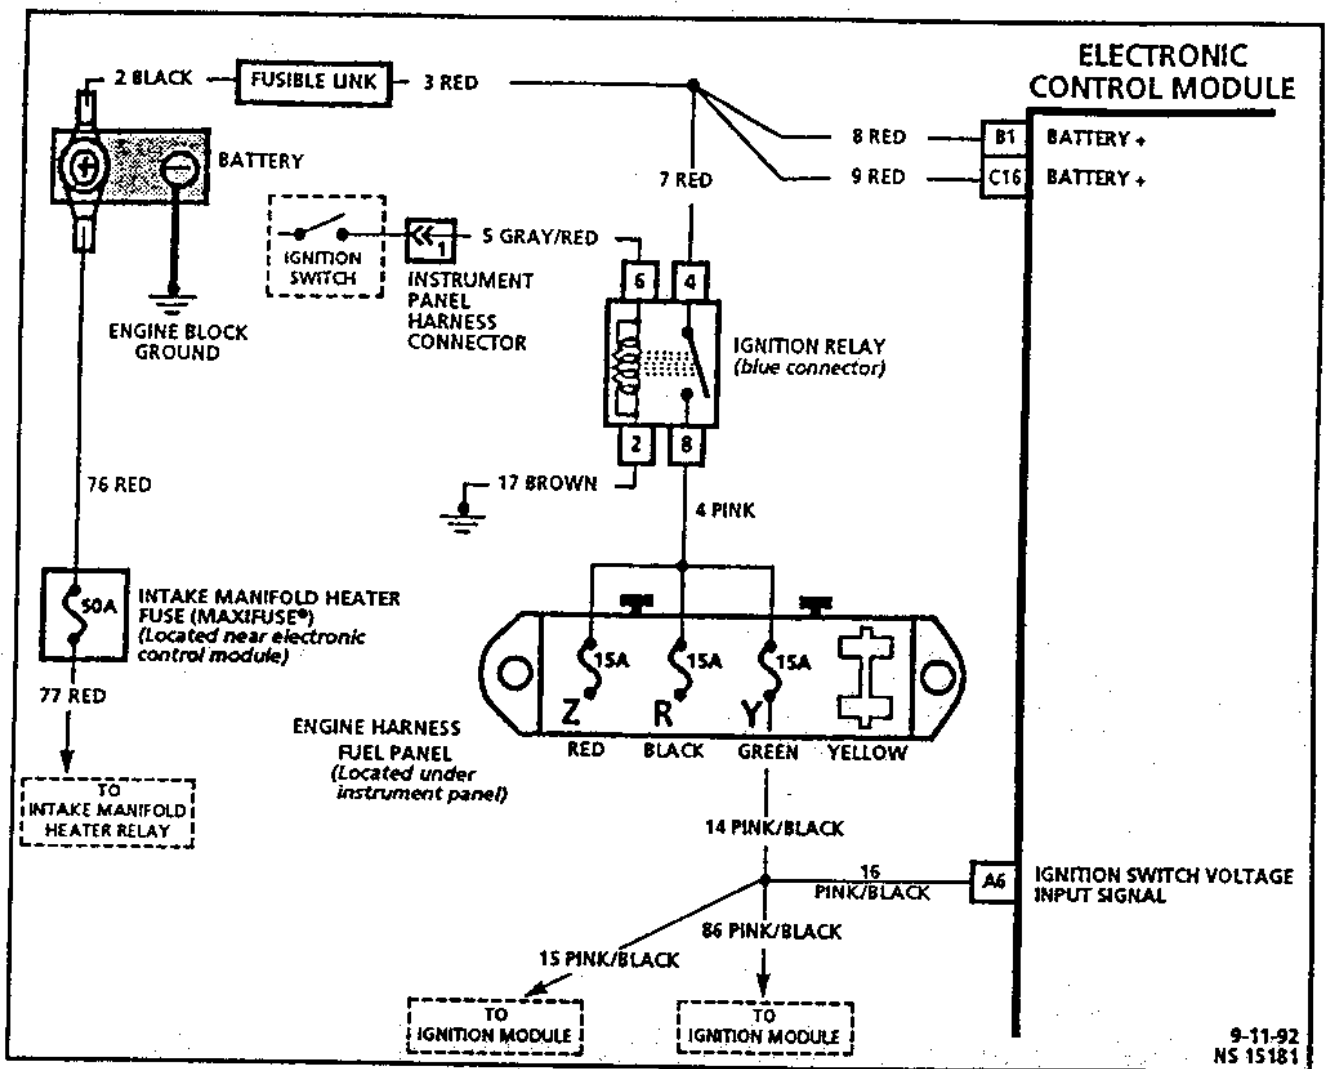 ELECTRONIC
CONTROL MODULE
2 BLACK
FUSIBLE LINK
3 RED
8 RED
B1
BATTERY +
9 RED
C16
BATTERY +
BATTERY
7 RED
IGNITION
SWITCH
1
5 GRAY/RED
INSTRUMENT
PANEL
HARNESS
CONNECTOR
6
4
ENGINE BLOCK
GROUND
IGNITION RELAY
(blue connector)
2
8
17 BROWN
4 PINK
76 RED
50A
INTAKE MANIFOLD HEATER
FUSE (MAXIFUSE®)
(Located near electronic
control module)
77 RED
TO
INTAKE MANIFOLD
HEATER RELAY
15A
15A
15A
Z
R
Y
RED
BLACK
GREEN
YELLOW
ENGINE HARNESS
FUEL PANEL
(Located under
instrument panel)
14 PINK/BLACK
16
PINK/BLACK
A6
IGNITION SWITCH VOLTAGE
INPUT SIGNAL
86 PINK/BLACK
15 PINK/BLACK
TO
IGNITION MODULE
TO
IGNITION MODULE
9-11-92
NS 15181